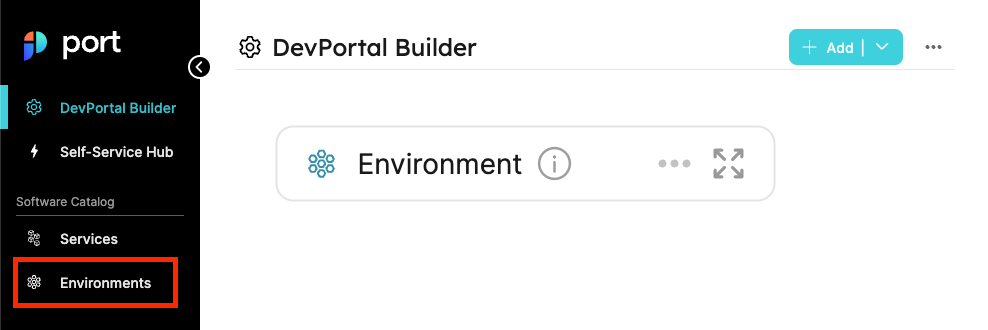 port
DevPortal Builder
Self-Service Hub
Software Catalog
Services
Environments
DevPortal Builder
+ Add
Environment